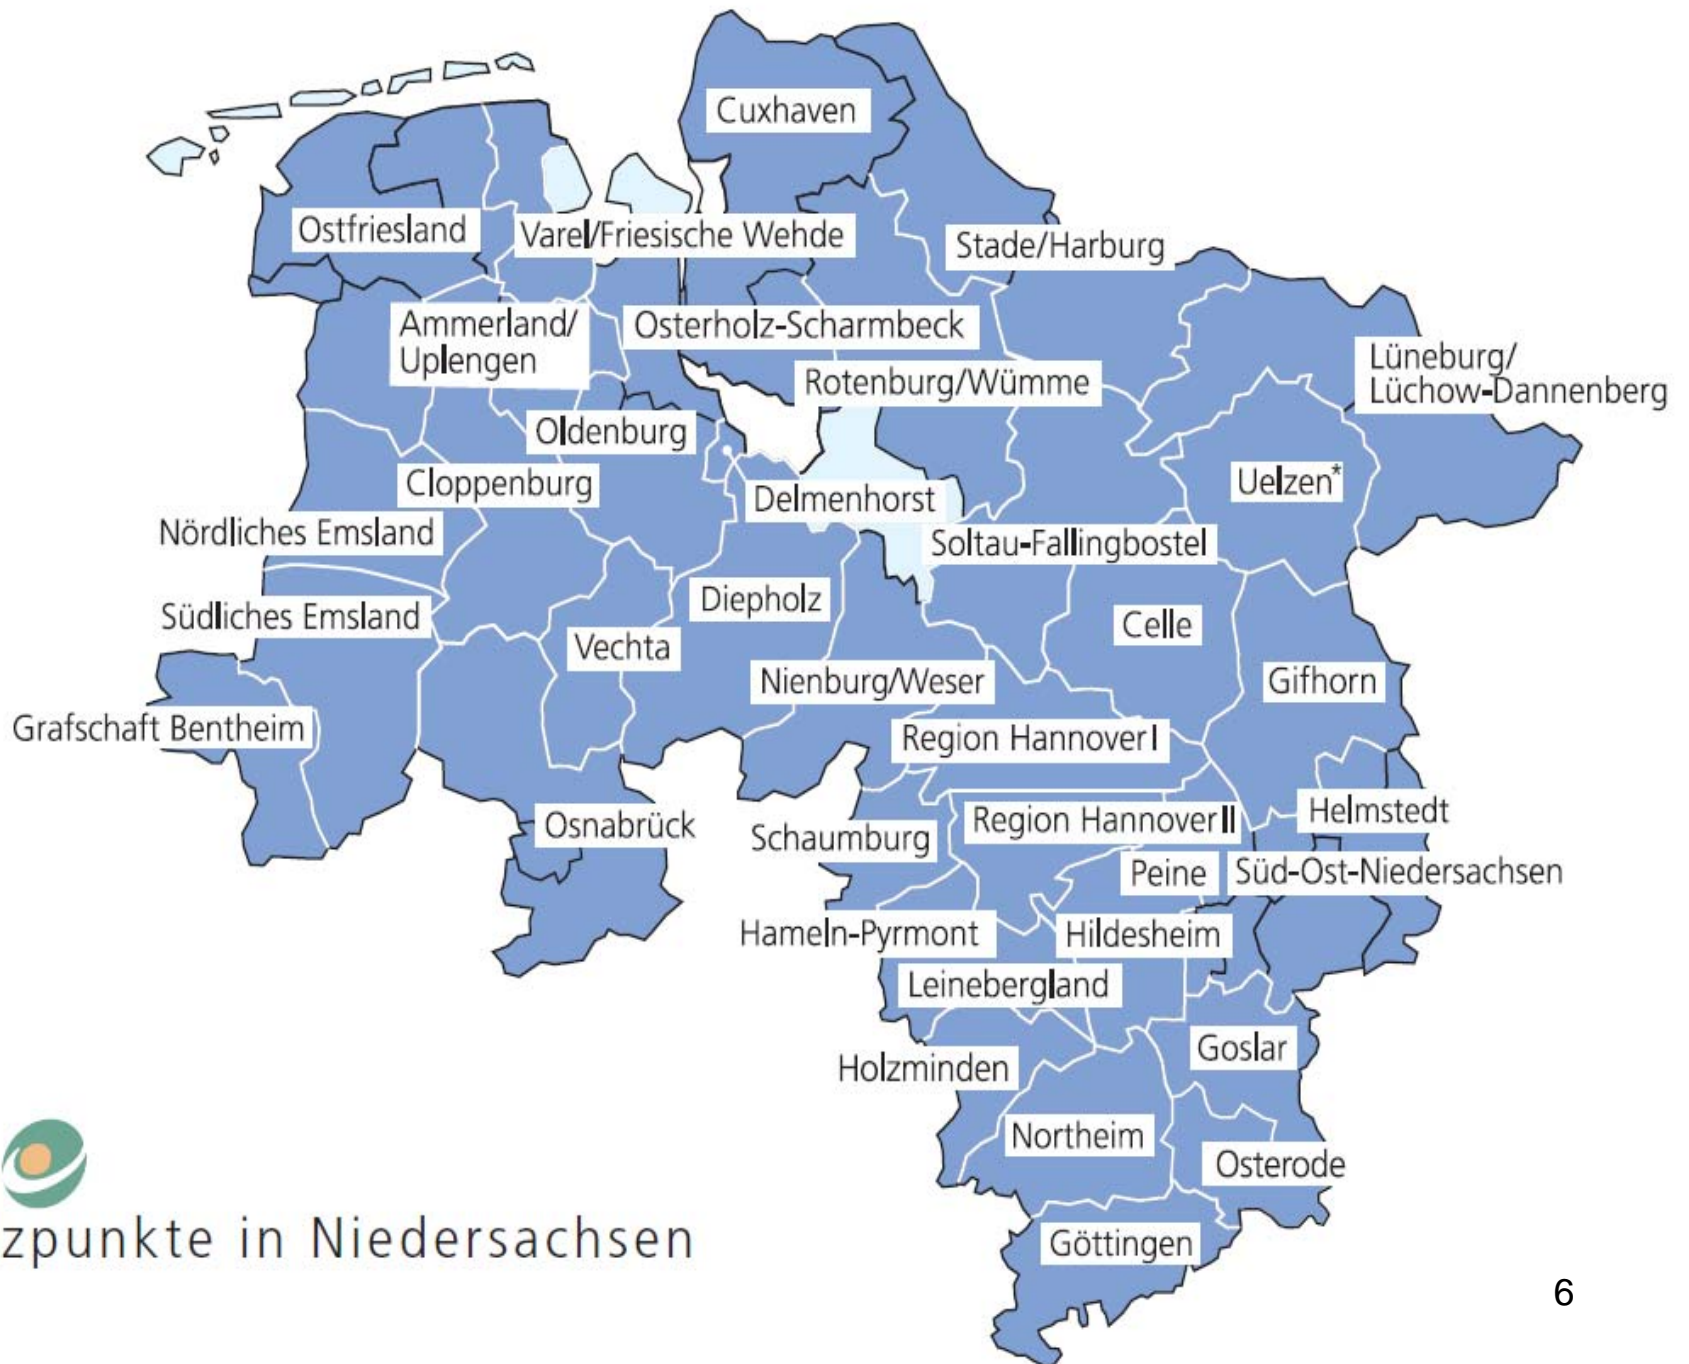 Cuxhaven
Ostfriesland
Varel/Friesische Wehde
Stade/Harburg
Ammerland/
Uplengen
Osterholz-Scharmbeck
Lüneburg/
Lüchow-Dannenberg
Rotenburg/Wümme
Oldenburg
Cloppenburg
Uelzen*
Delmenhorst
Nördliches Emsland
Soltau-Fallingbostel
Südliches Emsland
Diepholz
Celle
Vechta
Nienburg/Weser
Gifhorn
Grafschaft Bentheim
Region Hannover I
Osnabrück
Schaumburg
Region Hannover II
Helmstedt
Peine
Süd-Ost-Niedersachsen
Hameln-Pyrmont
Hildesheim
Leinebergland
Goslar
Holzminden
Northeim
Osterode
Göttingen
zpunkte in Niedersachsen
6